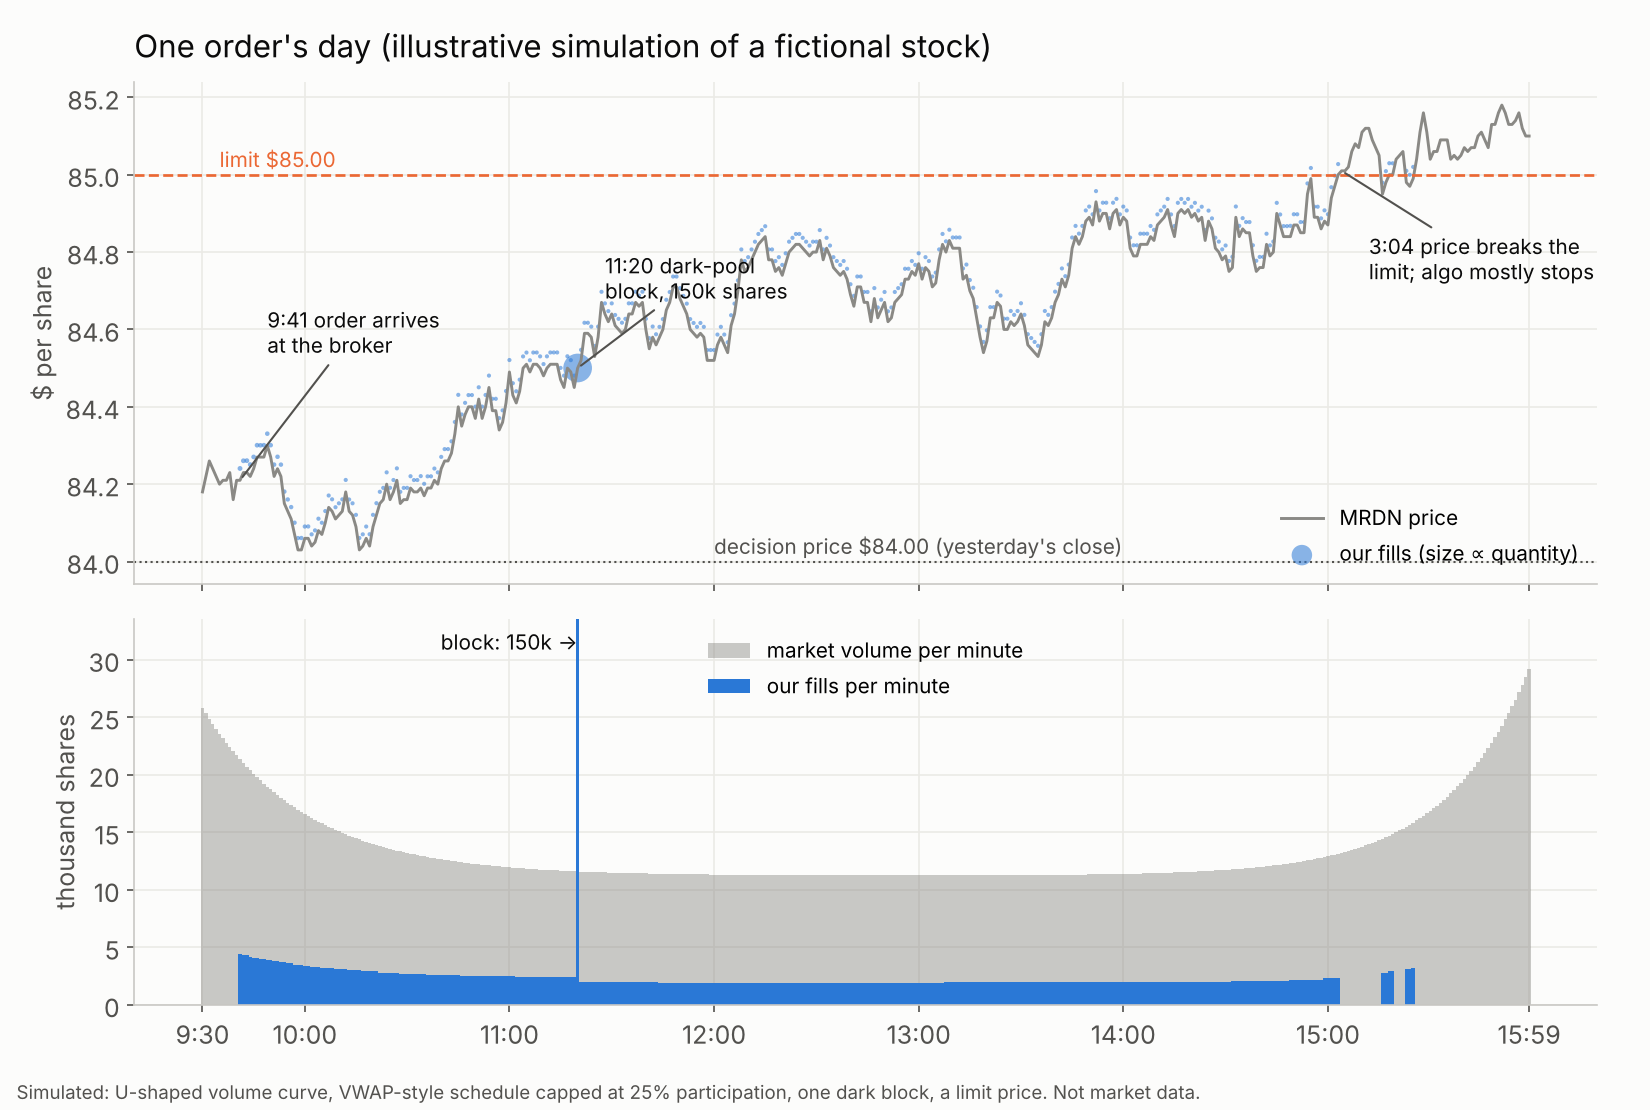 One order's day (illustrative simulation of a fictional stock)
$ per share
85.2
85.0
84.8
84.6
84.4
84.2
84.0
limit $85.00
9:41 order arrives
at the broker
11:20 dark-pool
block, 150k shares
3:04 price breaks the
limit; algo mostly stops
decision price $84.00 (yesterday's close)
MRDN price
our fills (size ∝ quantity)
thousand shares
30
25
20
15
10
5
0
block: 150k →
market volume per minute
our fills per minute
9:30
10:00
11:00
12:00
13:00
14:00
15:00
15:59
Simulated: U-shaped volume curve, VWAP-style schedule capped at 25% participation, one dark block, a limit price. Not market data.